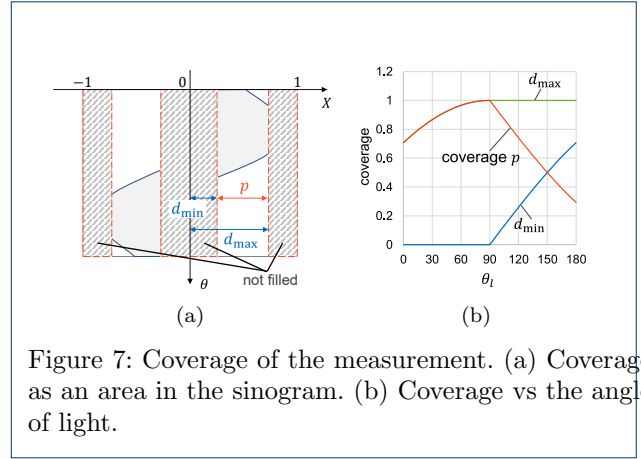 −1 0 1
X
p
d_min
d_max
not filled
θ
(a)
1.2
d_max
1
0.8
coverage p
coverage
0.6
0.4
d_min
0.2
0
0 30 60 90 120 150 180
θ_l
(b)
Figure 7: Coverage of the measurement. (a) Coverage
as an area in the sinogram. (b) Coverage vs the angle
of light.